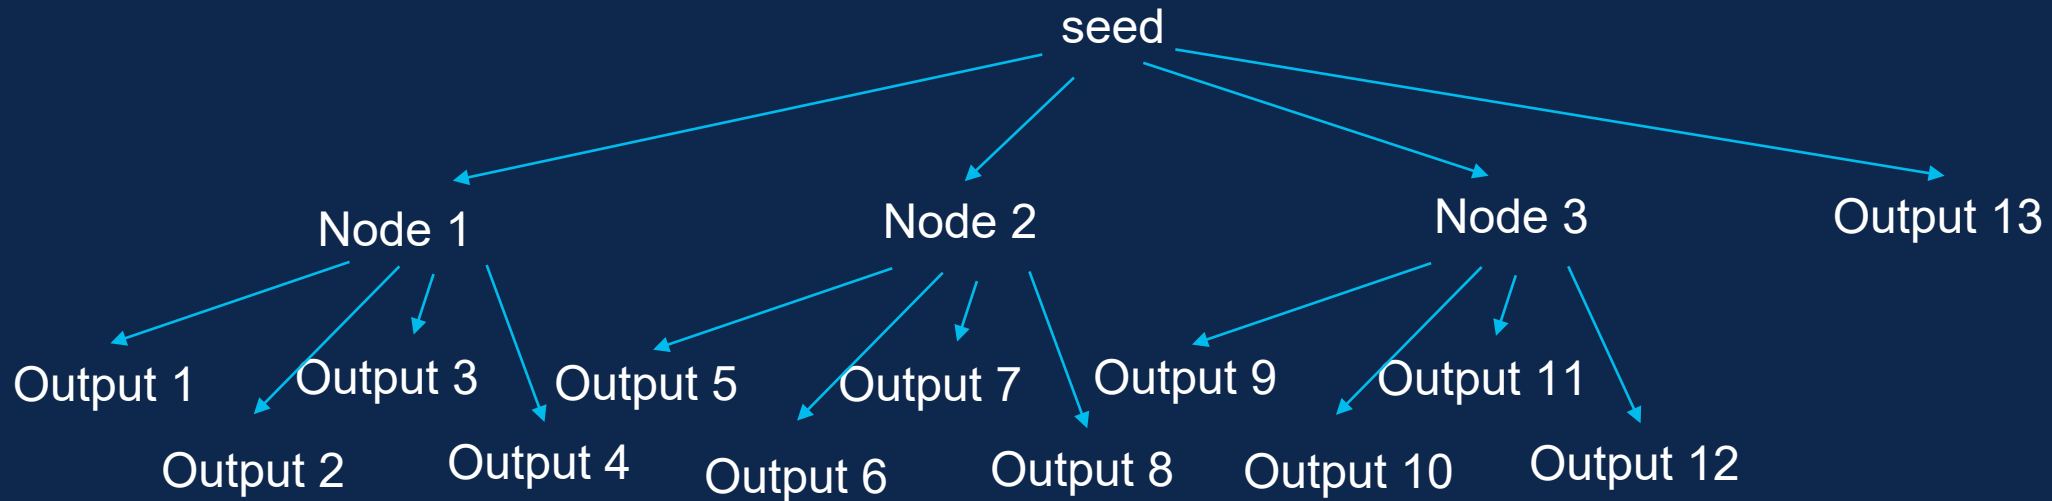 seed
Node 1
Node 2
Node 3
Output 13
Output 1
Output 3
Output 5
Output 7
Output 9
Output 11
Output 2
Output 4
Output 6
Output 8
Output 10
Output 12